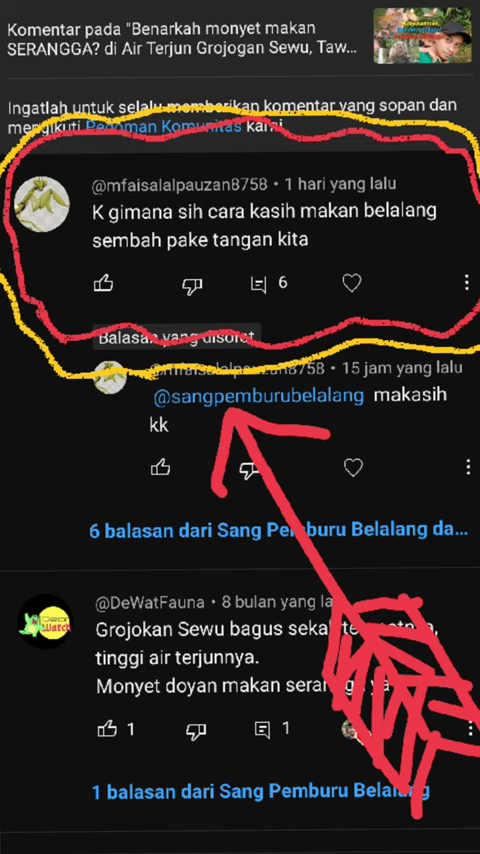 Komentar pada "Benarkah monyet makan
SERANGGA? di Air Terjun Grojogan Sewu, Taw...
Ingatlah untuk selalu memberikan komentar yang sopan dan
mengikuti Pedoman Komunitas kami
@mfaisalalpauzan8758 • 1 hari yang lalu
K gimana sih cara kasih makan belalang
sembah pake tangan kita
6
Balasan yang disorot
@mfaisalalpauzan8758 • 15 jam yang lalu
@sangpemburubelalang makasih
kk
6 balasan dari Sang Pemburu Belalang da...
@DeWatFauna • 8 bulan yang la
Grojokan Sewu bagus sekali
tinggi air terjunnya.
Monyet doyan makan serangga ya
1
1
1 balasan dari Sang Pemburu Belalang